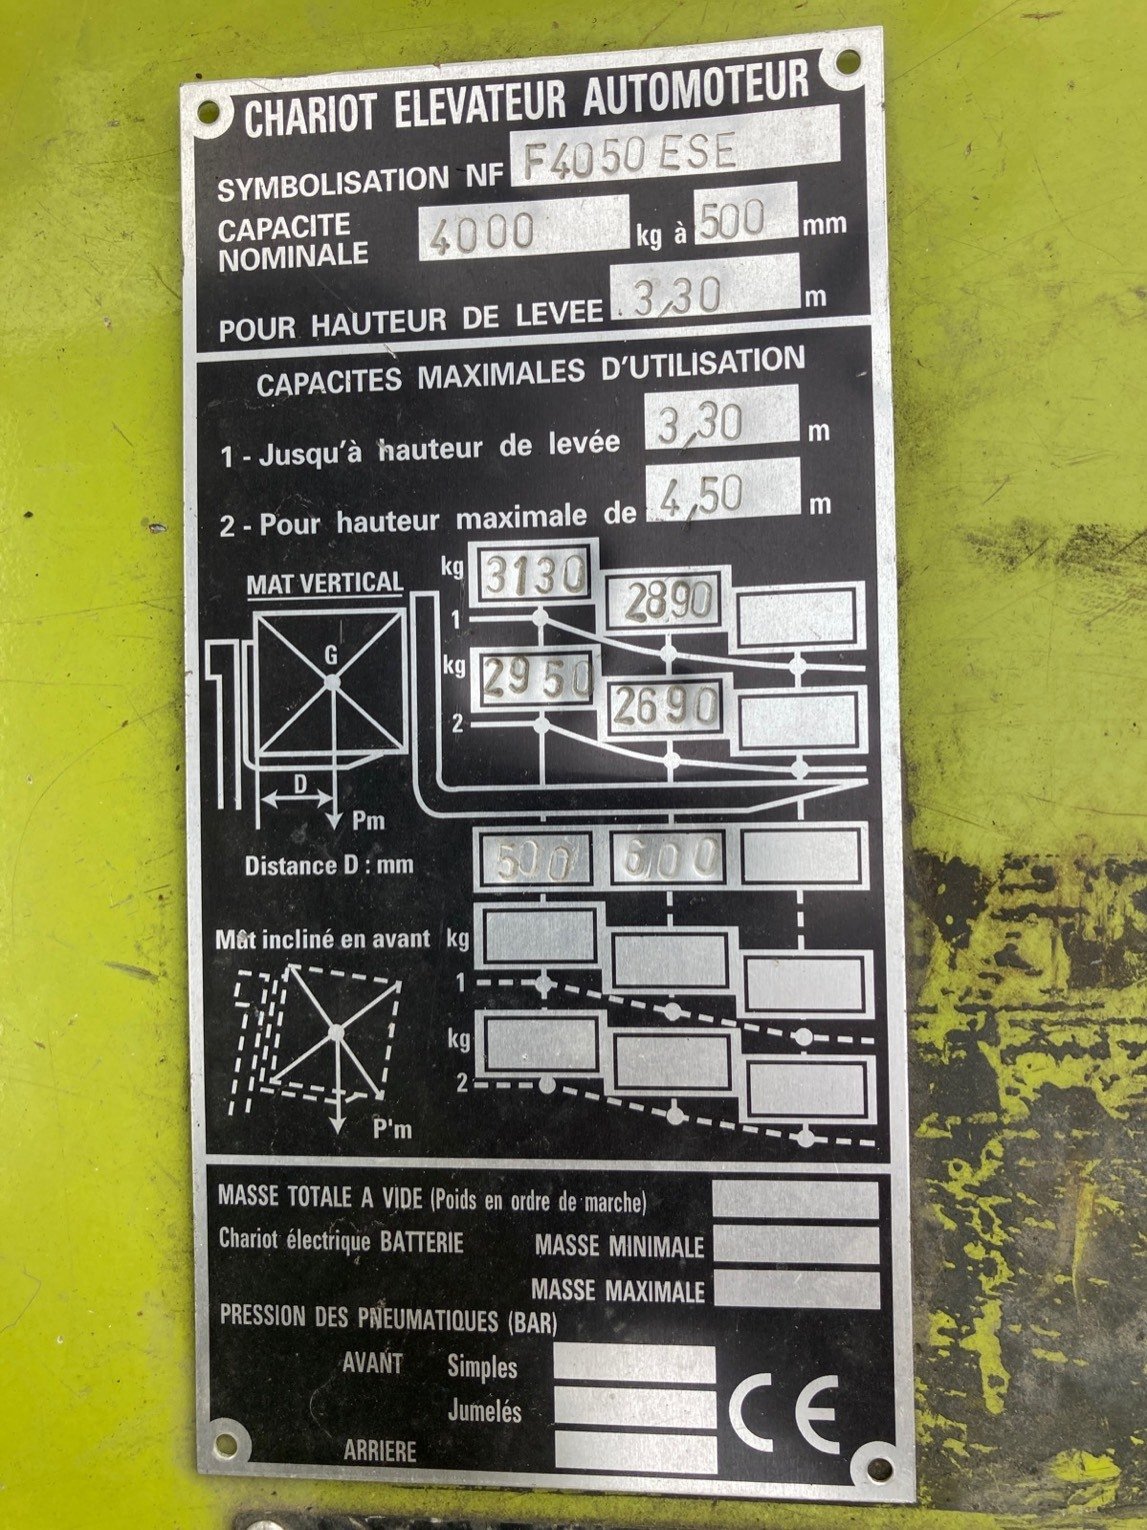 CHARIOT ELEVATEUR AUTOMOTEUR
SYMBOLISATION NF F4050 ESE
CAPACITE NOMINALE 4000 kg à 500 mm
POUR HAUTEUR DE LEVEE 3,30 m
CAPACITES MAXIMALES D'UTILISATION
1 - Jusqu'à hauteur de levée 3,30 m
2 - Pour hauteur maximale de 4,50 m
MAT VERTICAL
kg 3130 2890
1
G
kg 2950 2690
2
D
Pm
Distance D : mm 500 600
Mât incliné en avant kg
1
kg
2
P'm
MASSE TOTALE A VIDE (Poids en ordre de marche)
Chariot électrique BATTERIE MASSE MINIMALE
MASSE MAXIMALE
PRESSION DES PNEUMATIQUES (BAR)
AVANT Simples
Jumelés
CE
ARRIERE